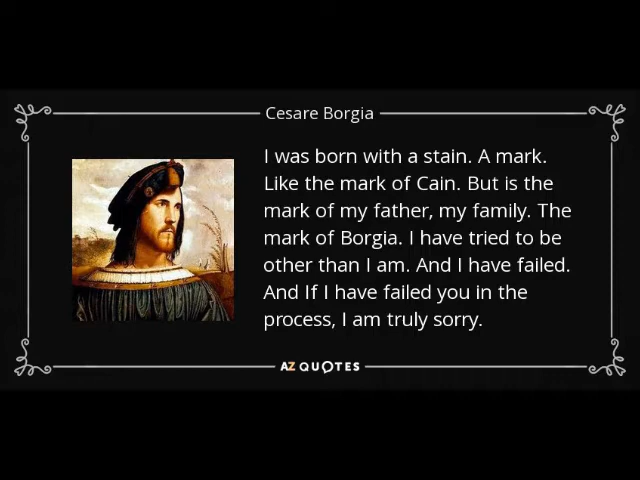 Cesare Borgia
I was born with a stain. A mark.
Like the mark of Cain. But is the
mark of my father, my family. The
mark of Borgia. I have tried to be
other than I am. And I have failed.
And If I have failed you in the
process, I am truly sorry.
AZ QUOTES